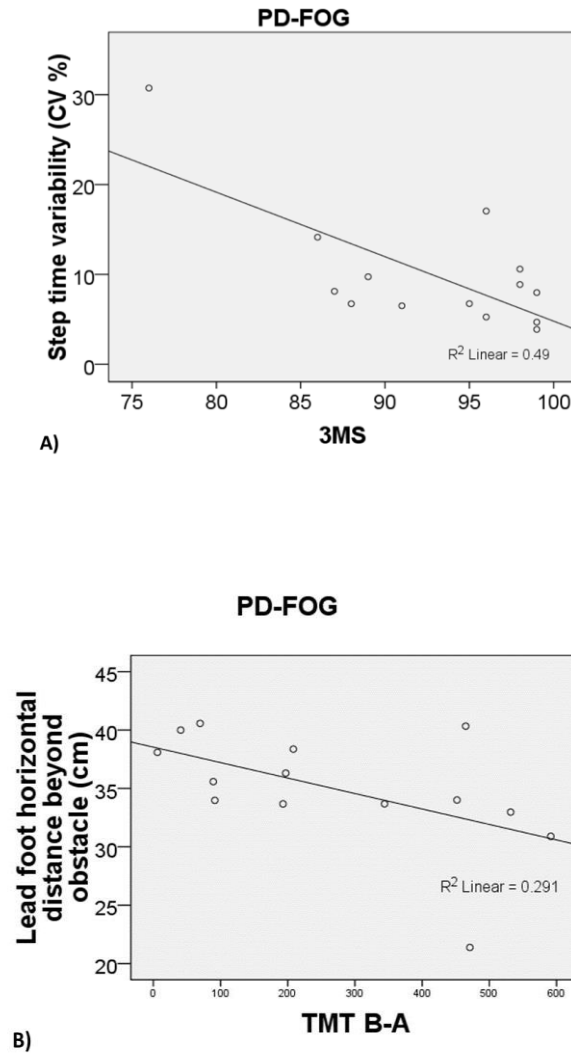 PD-FOG
Step time variability (CV %)
30
20
10
0
R² Linear = 0.49
75 80 85 90 95 100
3MS
A)
PD-FOG
Lead foot horizontal
distance beyond
obstacle (cm)
45
40
35
30
25
20
R² Linear = 0.291
0 100 200 300 400 500 600
TMT B-A
B)